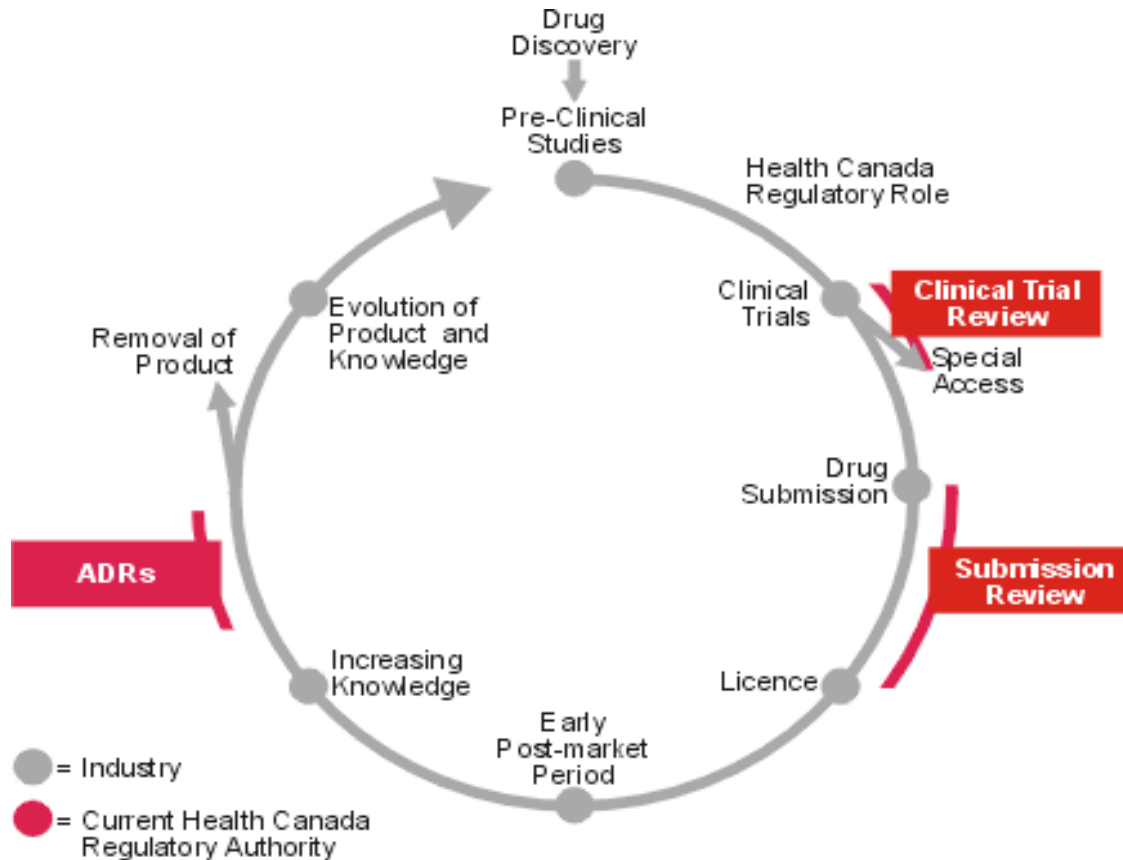 Drug
Discovery
Pre-Clinical
Studies
Health Canada
Regulatory Role
Clinical
Trials
Clinical Trial
Review
Special
Access
Drug
Submission
Submission
Review
Licence
Early
Post-market
Period
Increasing
Knowledge
ADRs
Removal of
Product
Evolution of
Product and
Knowledge
= Industry
= Current Health Canada
Regulatory Authority